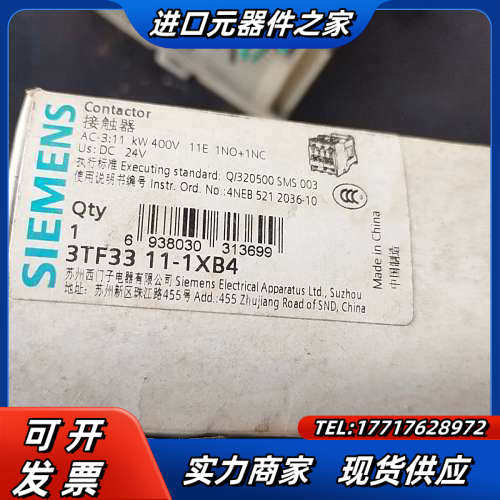 进口元器件之家
SIEMENS
Contactor
接触器
AC-3:11 kW 400V 11E 1NO+1NC
Us: DC 24V
执行标准 Executing standard: Q/320500 SMS 003
使用说明书编号 Instr. Ord. No.:4NEB 521 2036-10
CCC
Qty
1
6 938030 313699
3TF33 11-1XB4
苏州西门子电器有限公司 Siemens Electrical Apparatus Ltd., Suzhou
地址: 苏州新区珠江路455号 Add.:455 Zhujiang Road of SND, China
Made in China
中国制造
TEL:17717628972
可开
发票
实力商家 现货供应